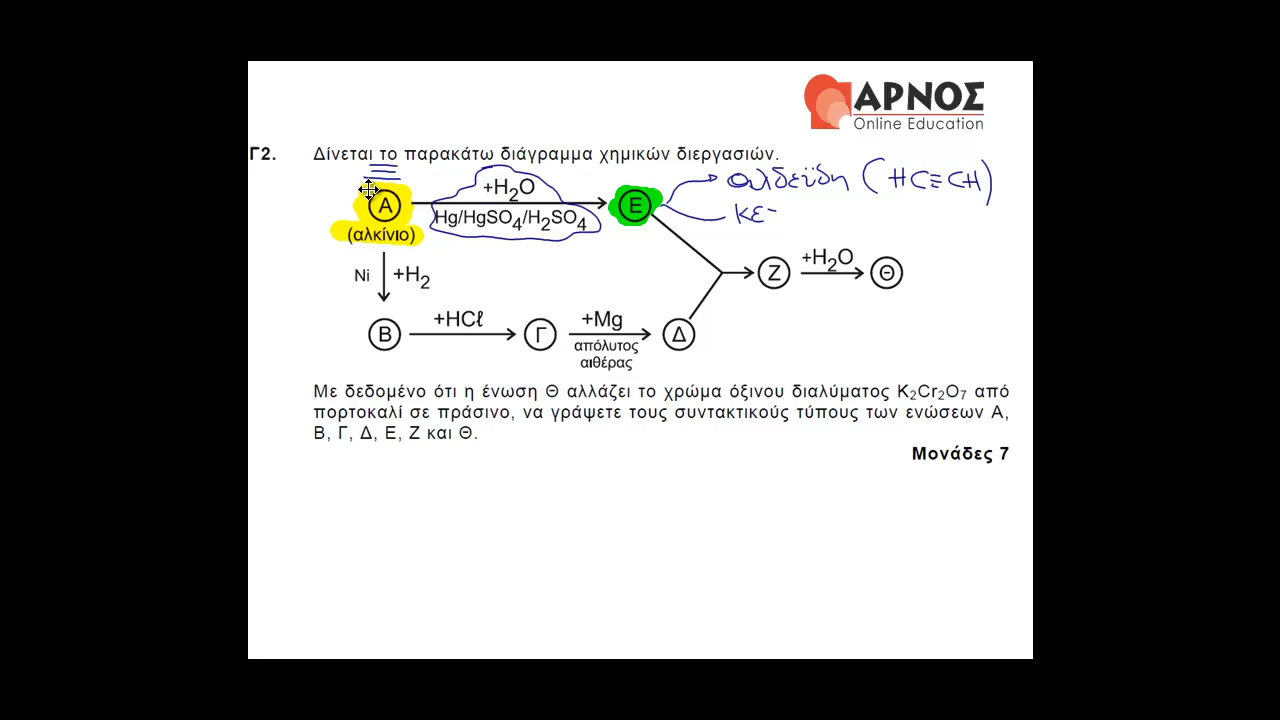 ΑΡΝΟΣ
Online Education
Γ2. Δίνεται το παρακάτω διάγραμμα χημικών διεργασιών.
αλδεΰδη (HC≡CH)
κε-
A +H₂O E
(αλκίνιο) Hg/HgSO₄/H₂SO₄
Ni +H₂ Z +H₂O Θ
B +HCℓ Γ +Mg Δ
απόλυτος
αιθέρας
Με δεδομένο ότι η ένωση Θ αλλάζει το χρώμα όξινου διαλύματος K₂Cr₂O₇ από
πορτοκαλί σε πράσινο, να γράψετε τους συντακτικούς τύπους των ενώσεων Α,
Β, Γ, Δ, Ε, Ζ και Θ.
Μονάδες 7